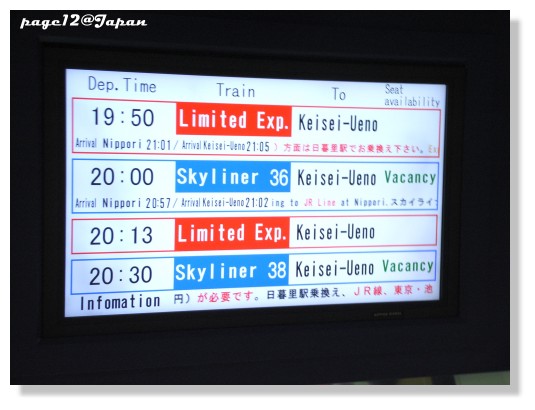 page12@Japan
Dep.Time Train To Seat availability
19:50 Limited Exp. Keisei-Ueno
Arrival Nippori 21:01 / Arrival Keisei-Ueno 21:05 〉方面は日暮里駅でお乗換え下さい。
20:00 Skyliner 36 Keisei-Ueno Vacancy
Arrival Nippori 20:57 / Arrival Keisei-Ueno 21:02 ing to JR Line at Nippori. スカイライ
20:13 Limited Exp. Keisei-Ueno
20:30 Skyliner 38 Keisei-Ueno Vacancy
Infomation 円）が必要です。日暮里駅乗換え、ＪＲ線、東京・池